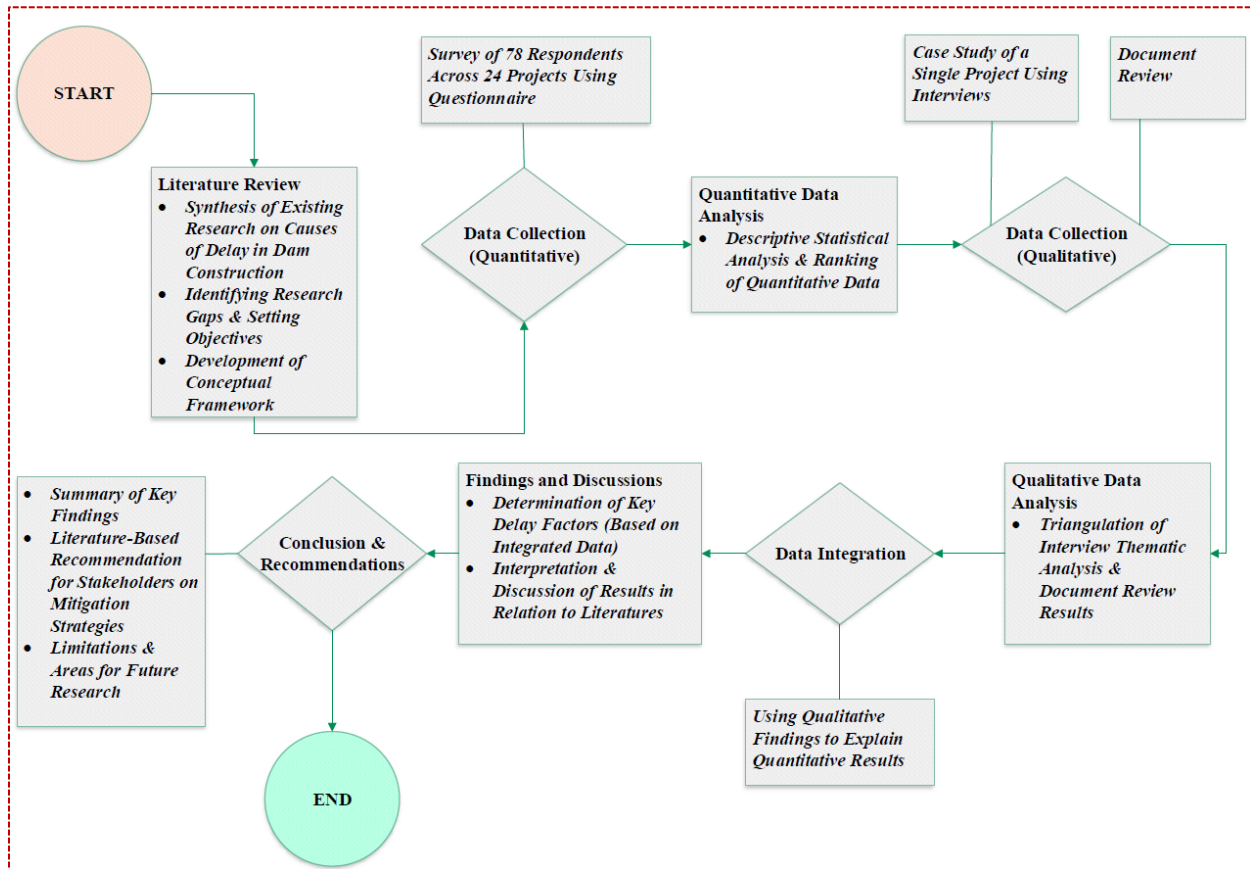 START
Literature Review
• Synthesis of Existing
Research on Causes
of Delay in Dam
Construction
• Identifying Research
Gaps & Setting
Objectives
• Development of
Conceptual
Framework
Survey of 78 Respondents
Across 24 Projects Using
Questionnaire
Data Collection
(Quantitative)
Quantitative Data
Analysis
• Descriptive Statistical
Analysis & Ranking
of Quantitative Data
Case Study of a
Single Project Using
Interviews
Document
Review
Data Collection
(Qualitative)
Qualitative Data
Analysis
• Triangulation of
Interview Thematic
Analysis &
Document Review
Results
Data Integration
Using Qualitative
Findings to Explain
Quantitative Results
Findings and Discussions
• Determination of Key
Delay Factors (Based on
Integrated Data)
• Interpretation &
Discussion of Results in
Relation to Literatures
Conclusion &
Recommendations
• Summary of Key
Findings
• Literature-Based
Recommendation
for Stakeholders on
Mitigation
Strategies
• Limitations &
Areas for Future
Research
END